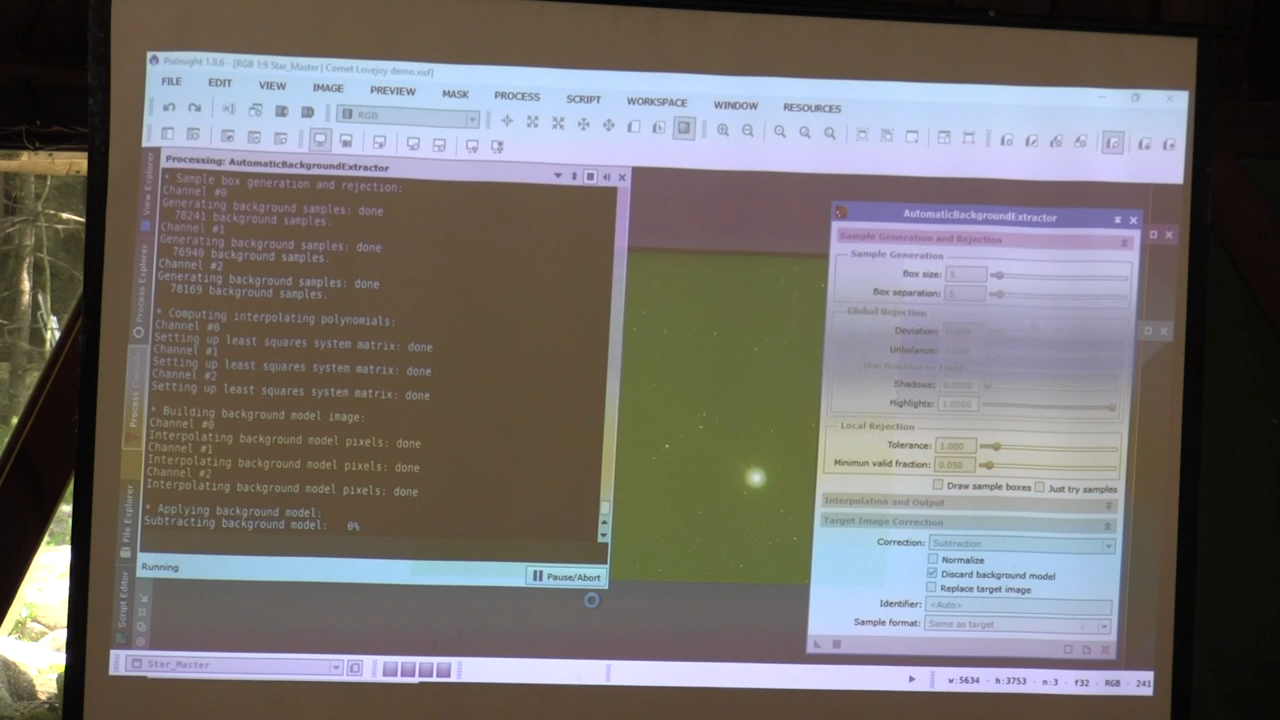 PixInsight 1.8.6 - [RGB 1:9 Star_Master | Comet Lovejoy demo.xisf]
FILE EDIT VIEW IMAGE PREVIEW MASK PROCESS SCRIPT WORKSPACE WINDOW RESOURCES
RGB
Processing: AutomaticBackgroundExtractor
* Sample box generation and rejection:
Channel #0
Generating background samples: done
78241 background samples.
Channel #1
Generating background samples: done
76940 background samples.
Channel #2
Generating background samples: done
78169 background samples.
* Computing interpolating polynomials:
Channel #0
Setting up least squares system matrix: done
Channel #1
Setting up least squares system matrix: done
Channel #2
Setting up least squares system matrix: done
* Building background model image:
Channel #0
Interpolating background model pixels: done
Channel #1
Interpolating background model pixels: done
Channel #2
Interpolating background model pixels: done
* Applying background model:
Subtracting background model: 0%
Running
Pause/Abort
View Explorer
Process Explorer
Process Console
File Explorer
Script Editor
AutomaticBackgroundExtractor
Sample Generation and Rejection
Sample Generation
Box size: 5
Box separation: 5
Global Rejection
Deviation:
Unbalance:
Shadows: 0.0000
Highlights: 1.0000
Local Rejection
Tolerance: 1.000
Minimun valid fraction: 0.050
Draw sample boxes Just try samples
Interpolation and Output
Target Image Correction
Correction: Subtraction
Normalize
Discard background model
Replace target image
Identifier: <Auto>
Sample format: Same as target
Star_Master
w:5634 · h:3753 · n:3 · f32 · RGB · 241